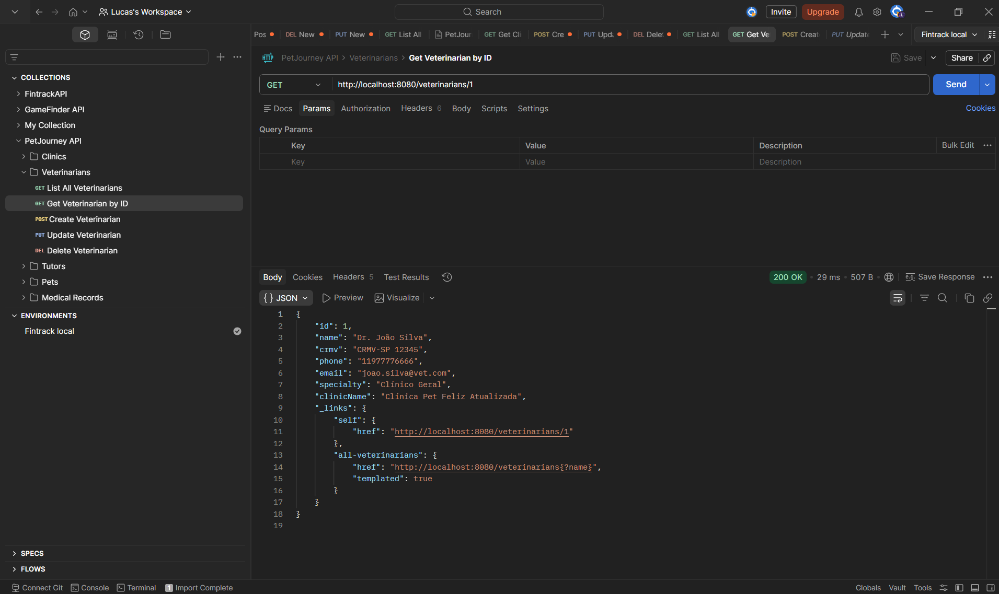 Lucas's Workspace
Search
Invite
Upgrade
L
Pos
DEL New
PUT New
GET List All
PetJour
GET Get Cli
POST Cre
PUT Upda
DEL Delet
GET List All
GET Get Ve
POST Creat
PUT Update
Fintrack local
HTTP PetJourney API > Veterinarians > Get Veterinarian by ID
Save
Share
COLLECTIONS
FintrackAPI
GameFinder API
My Collection
PetJourney API
Clinics
Veterinarians
GET List All Veterinarians
GET Get Veterinarian by ID
POST Create Veterinarian
PUT Update Veterinarian
DEL Delete Veterinarian
Tutors
Pets
Medical Records
ENVIRONMENTS
Fintrack local
SPECS
FLOWS
GET
http://localhost:8080/veterinarians/1
Send
Docs
Params
Authorization
Headers 6
Body
Scripts
Settings
Cookies
Query Params
Key Value Description Bulk Edit
Key Value Description
Body
Cookies
Headers 5
Test Results
200 OK • 29 ms • 507 B
e.g. Save Response
{} JSON
Preview
Visualize
1 {
2 "id": 1,
3 "name": "Dr. João Silva",
4 "crmv": "CRMV-SP 12345",
5 "phone": "11977776666",
6 "email": "joao.silva@vet.com",
7 "specialty": "Clínico Geral",
8 "clinicName": "Clínica Pet Feliz Atualizada",
9 "_links": {
10 "self": {
11 "href": "http://localhost:8080/veterinarians/1"
12 },
13 "all-veterinarians": {
14 "href": "http://localhost:8080/veterinarians{?name}",
15 "templated": true
16 }
17 }
18 }
19
Connect Git
Console
Terminal
1 Import Complete
Globals
Vault
Tools